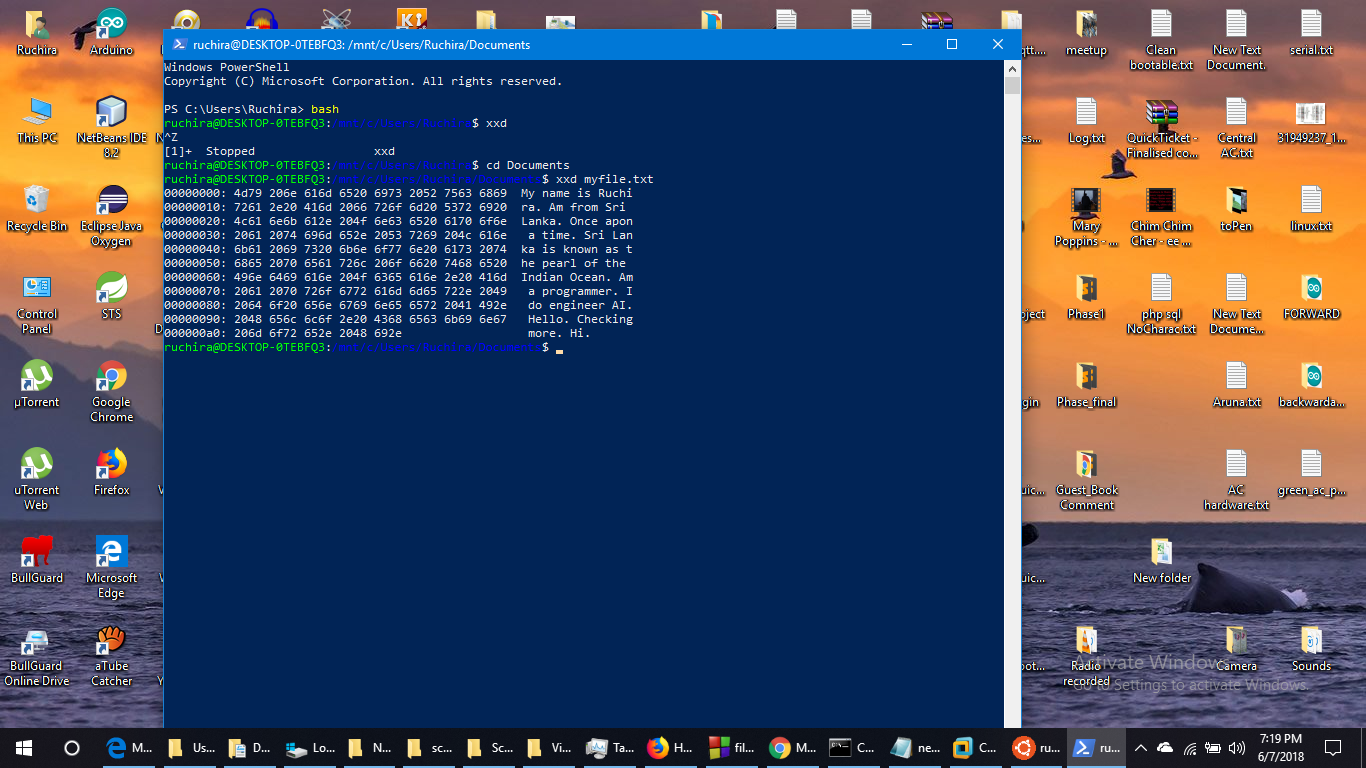 ruchira@DESKTOP-0TEBFQ3: /mnt/c/Users/Ruchira/Documents
Windows PowerShell
Copyright (C) Microsoft Corporation. All rights reserved.
PS C:\Users\Ruchira> bash
ruchira@DESKTOP-0TEBFQ3:/mnt/c/Users/Ruchira$ xxd
^Z
[1]+  Stopped                 xxd
ruchira@DESKTOP-0TEBFQ3:/mnt/c/Users/Ruchira$ cd Documents
ruchira@DESKTOP-0TEBFQ3:/mnt/c/Users/Ruchira/Documents$ xxd myfile.txt
00000000: 4d79 206e 616d 6520 6973 2052 7563 6869  My name is Ruchi
00000010: 7261 2e20 416d 2066 726f 6d20 5372 6920  ra. Am from Sri
00000020: 4c61 6e6b 612e 204f 6e63 6520 6170 6f6e  Lanka. Once apon
00000030: 2061 2074 696d 652e 2053 7269 204c 616e   a time. Sri Lan
00000040: 6b61 2069 7320 6b6e 6f77 6e20 6173 2074  ka is known as t
00000050: 6865 2070 6561 726c 206f 6620 7468 6520  he pearl of the
00000060: 496e 6469 616e 204f 6365 616e 2e20 416d  Indian Ocean. Am
00000070: 2061 2070 726f 6772 616d 6d65 722e 2049   a programmer. I
00000080: 2064 6f20 656e 6769 6e65 6572 2041 492e   do engineer AI.
00000090: 2048 656c 6c6f 2e20 4368 6563 6b69 6e67   Hello. Checking
000000a0: 206d 6f72 652e 2048 692e                  more. Hi.
ruchira@DESKTOP-0TEBFQ3:/mnt/c/Users/Ruchira/Documents$
Ruchira
Arduino
This PC
NetBeans IDE
8.2
Recycle Bin
Eclipse Java
Oxygen
Control
Panel
STS
µTorrent
Google
Chrome
uTorrent
Web
Firefox
BullGuard
Microsoft
Edge
BullGuard
Online Drive
aTube
Catcher
qtt....
meetup
Clean
bootable.txt
New Text
Document.
serial.txt
es...
Log.txt
QuickTicket -
Finalised co...
Central
AC.txt
31949237_1...
Mary
Poppins - ...
Chim Chim
Cher - ee ...
toPen
linux.txt
oject
Phase1
php sql
NoCharac.txt
New Text
Docume...
FORWARD
gin
Phase_final
Aruna.txt
backwarda...
uic...
Guest_Book
Comment
AC
hardware.txt
green_ac_p...
uic...
New folder
oot...
Radio
recorded
Camera
Sounds
Activate Windows
Go to Settings to activate Windows.
M...
Us...
D...
Lo...
N...
sc...
Sc...
Vi...
Ta...
H...
fil...
M...
C...
ne...
C...
ru...
ru...
7:19 PM
6/7/2018